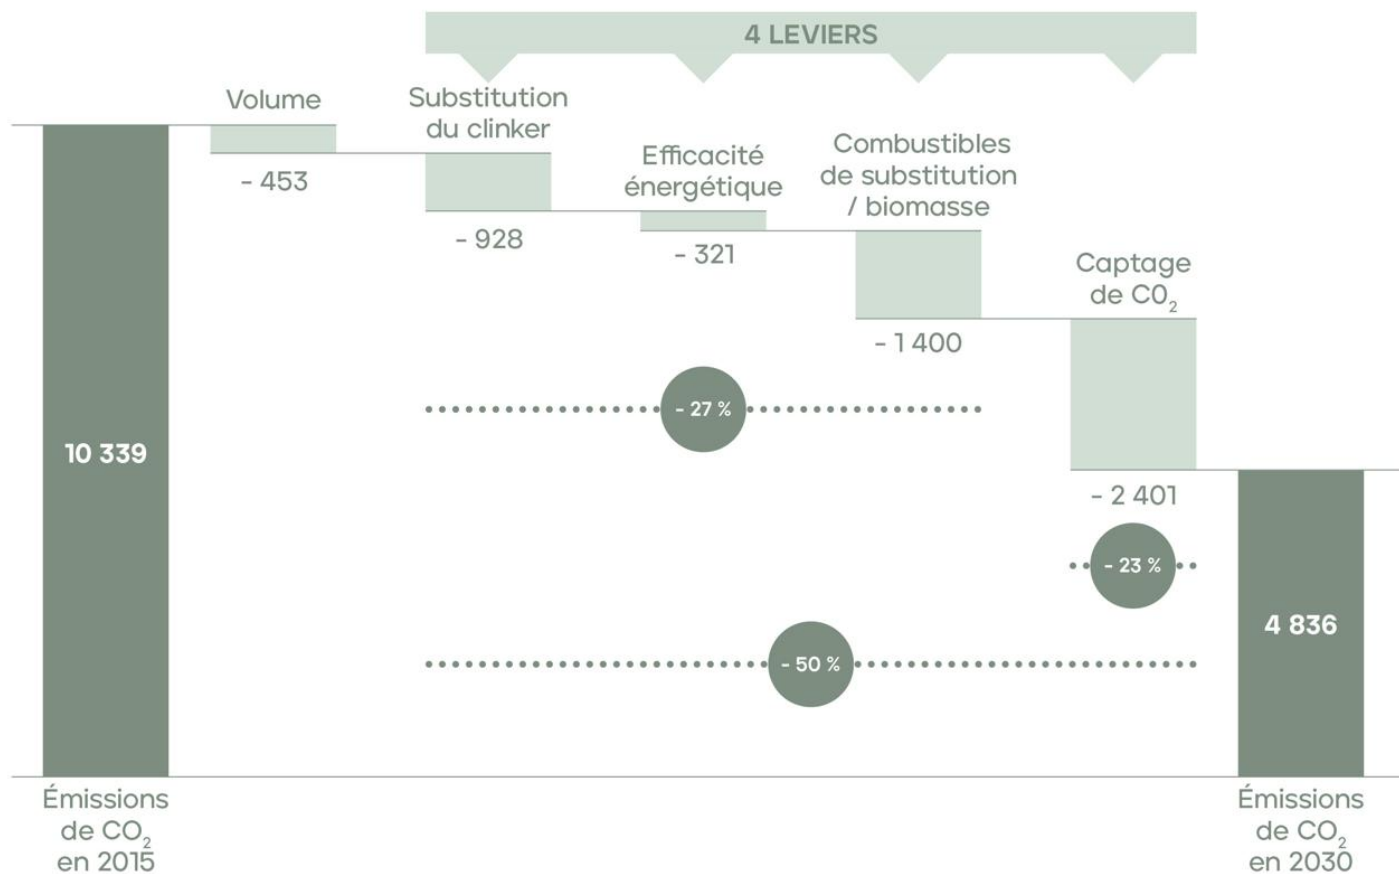 4 LEVIERS
Volume
- 453
Substitution
du clinker
- 928
Efficacité
énergétique
- 321
Combustibles
de substitution
/ biomasse
- 1 400
Captage
de C0₂
- 2 401
- 27 %
- 23 %
- 50 %
10 339
4 836
Émissions
de CO₂
en 2015
Émissions
de CO₂
en 2030